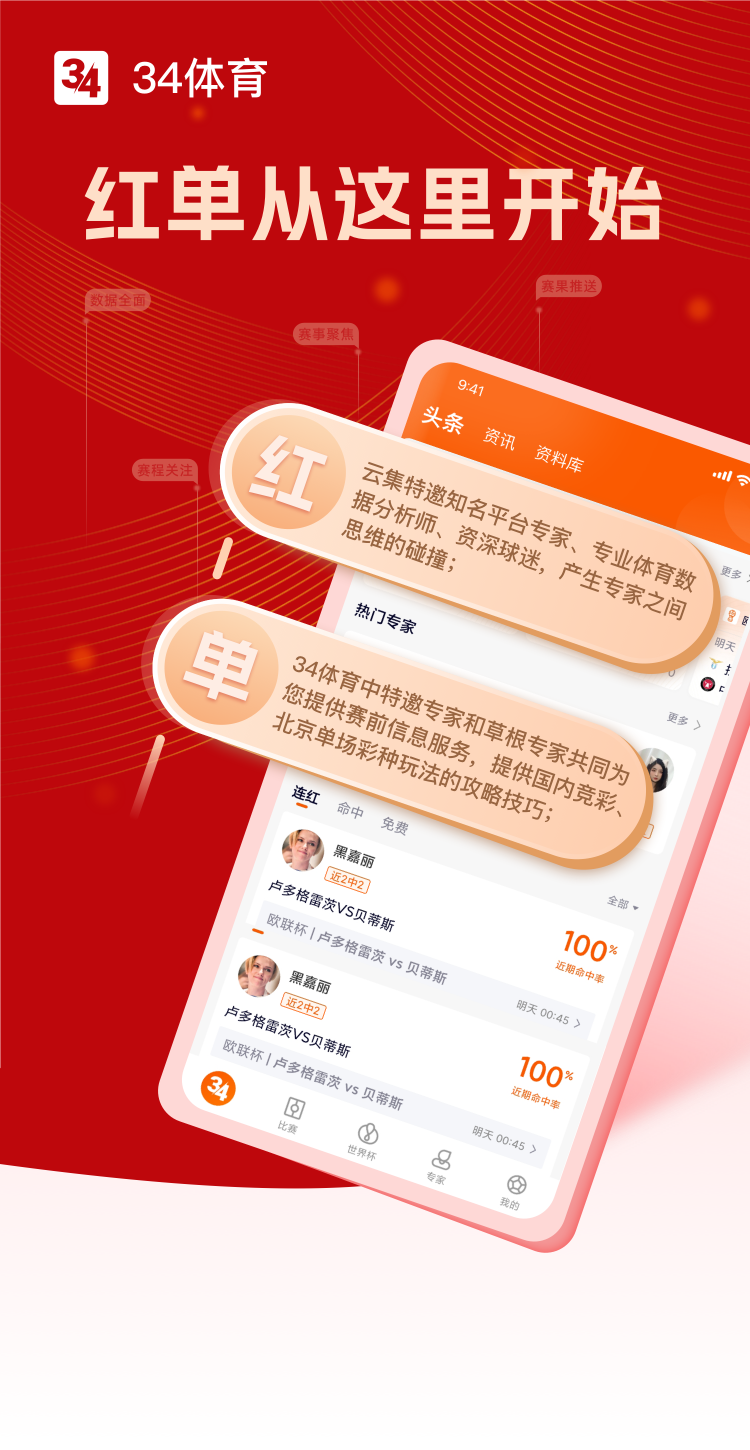 34
34体育
红单从这里开始
数据全面
赛果推送
赛事聚焦
赛程关注
9:41
头条
资讯
资料库
红
云集特邀知名平台专家、专业体育数
据分析师、资深球迷，产生专家之间
思维的碰撞；
更多
明天
热门专家
更多
单
34体育中特邀专家和草根专家共同为
您提供赛前信息服务，提供国内竞彩、
北京单场彩种玩法的攻略技巧；
连红
命中
免费
全部
黑嘉丽
近2中2
卢多格雷茨VS贝蒂斯
100%
近期命中率
欧联杯 | 卢多格雷茨 vs 贝蒂斯
明天 00:45
黑嘉丽
近2中2
卢多格雷茨VS贝蒂斯
100%
近期命中率
欧联杯 | 卢多格雷茨 vs 贝蒂斯
明天 00:45
34
比赛
世界杯
专家
我的